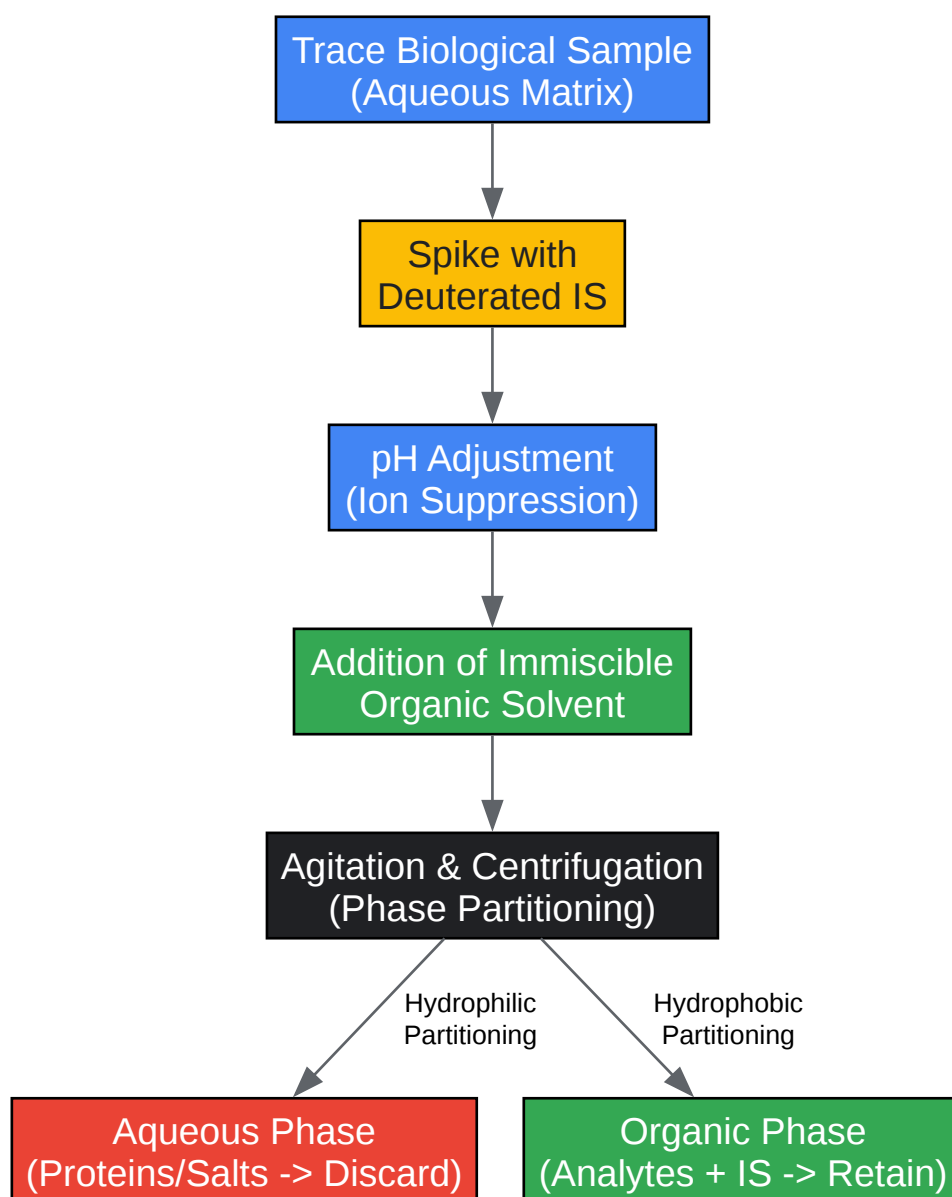 Trace Biological Sample
(Aqueous Matrix)
Spike with
Deuterated IS
pH Adjustment
(Ion Suppression)
Addition of Immiscible
Organic Solvent
Agitation & Centrifugation
(Phase Partitioning)
Hydrophilic
Partitioning
Hydrophobic
Partitioning
Aqueous Phase
(Proteins/Salts -> Discard)
Organic Phase
(Analytes + IS -> Retain)